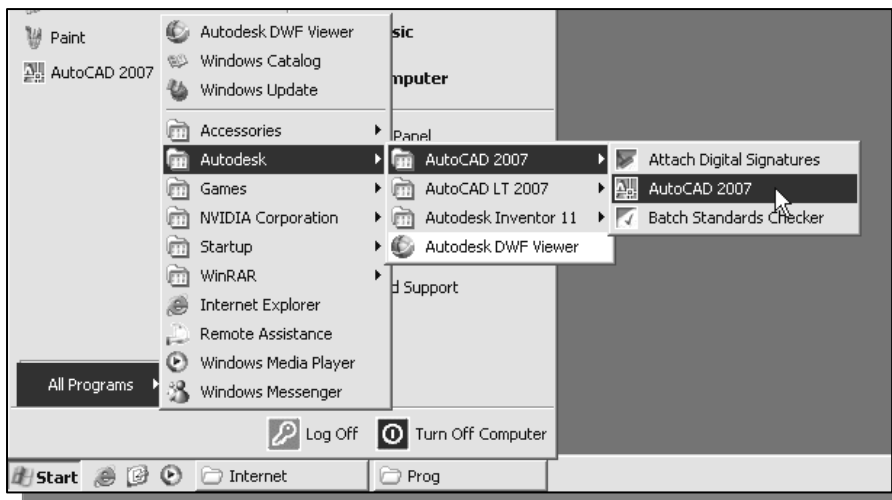 Paint
AutoCAD 2007
Autodesk DWF Viewer
Windows Catalog
Windows Update
Accessories
Autodesk
Games
NVIDIA Corporation
Startup
WinRAR
Internet Explorer
Remote Assistance
Windows Media Player
Windows Messenger
sic
mputer
Panel
d Support
AutoCAD 2007
AutoCAD LT 2007
Autodesk Inventor 11
Autodesk DWF Viewer
Attach Digital Signatures
AutoCAD 2007
Batch Standards Checker
All Programs
Log Off
Turn Off Computer
Start
Internet
Prog